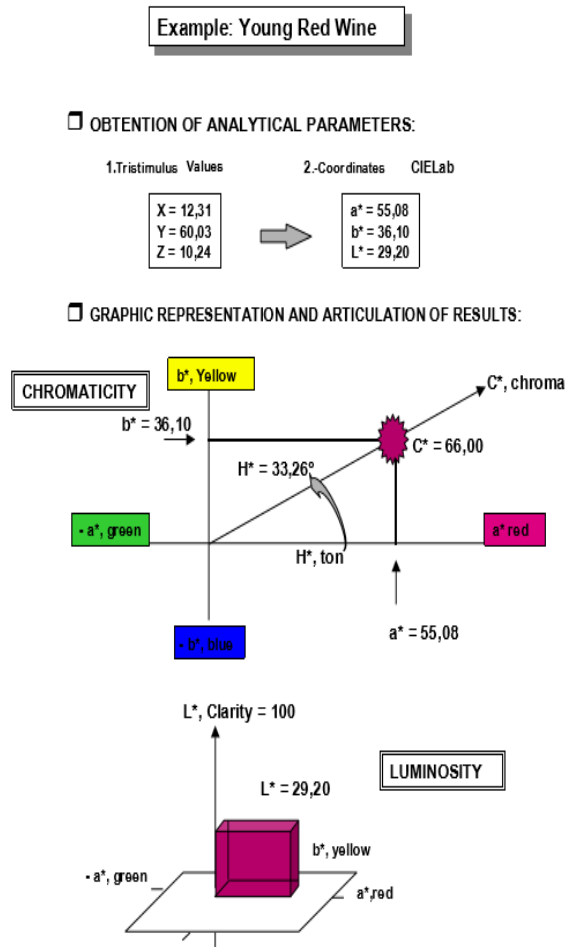 Example: Young Red Wine
❒ OBTENTION OF ANALYTICAL PARAMETERS:
1.Tristimulus Values
2.-Coordinates CIELab
X = 12,31
Y = 60,03
Z = 10,24
a* = 55,08
b* = 36,10
L* = 29,20
❒ GRAPHIC REPRESENTATION AND ARTICULATION OF RESULTS:
CHROMATICITY
b*, Yellow
C*, chroma
b* = 36,10
C* = 66,00
H* = 33,26º
- a*, green
a* red
H*, ton
a* = 55,08
- b*, blue
L*, Clarity = 100
LUMINOSITY
L* = 29,20
b*, yellow
- a*, green
a*,red